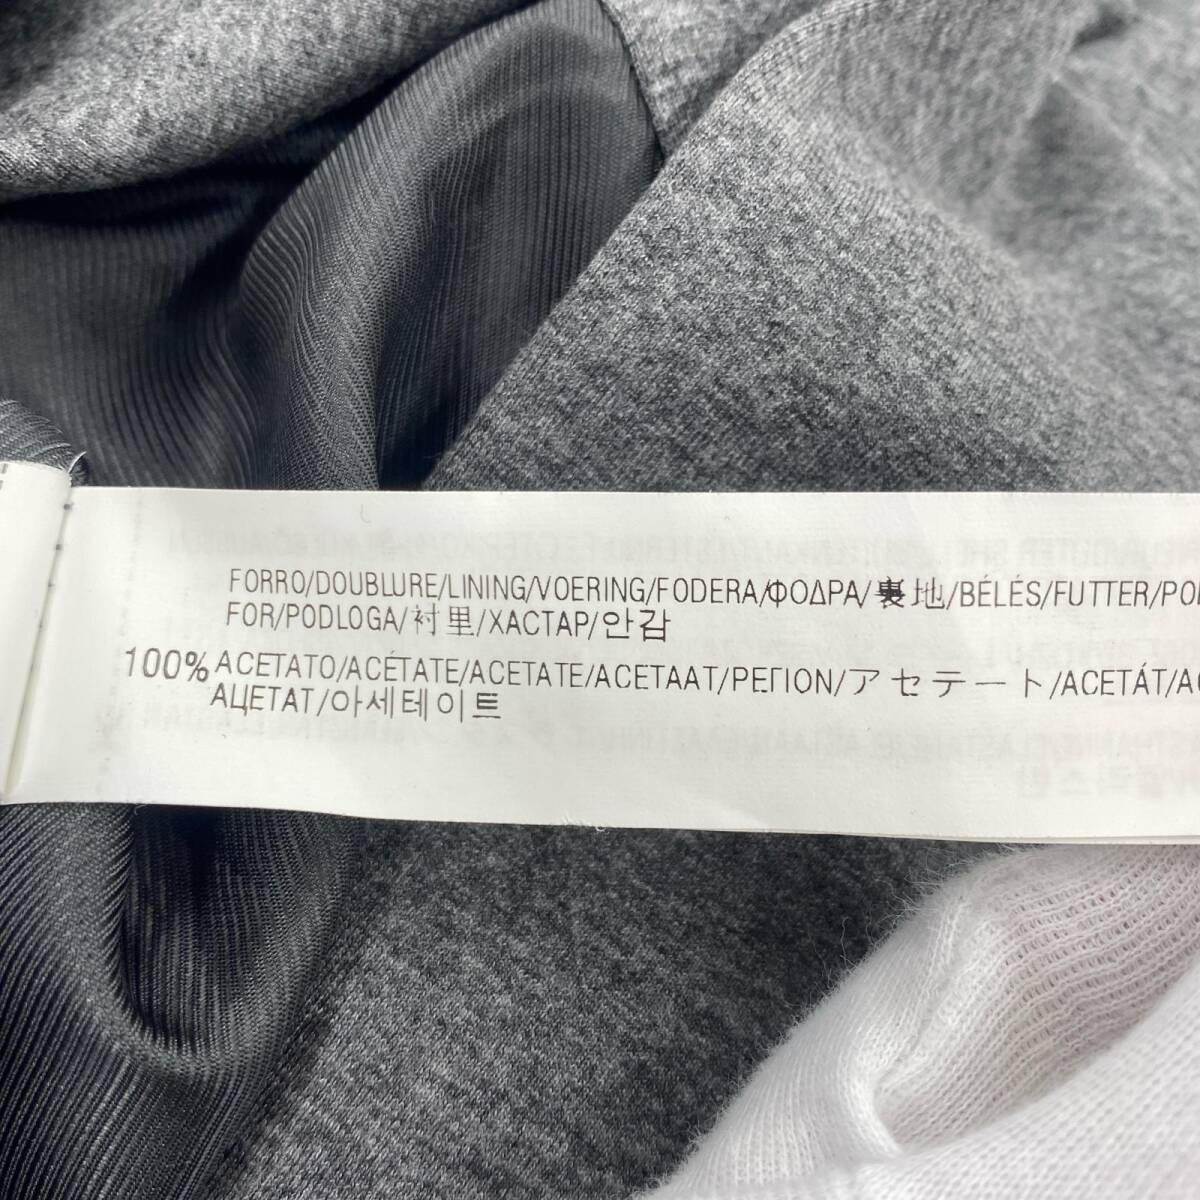 FORRO/DOUBLURE/LINING/VOERING/FODERA/ΦΟΔΡΑ/裏地/BÉLÉS/FUTTER/
FOR/PODLOGA/衬里/ХАСТАР/안감
100% ACETATO/ACÉTATE/ACETATE/ACETAAT/ΡΕΓΙΟΝ/アセテート/ACETÁT/
АЦЕТАТ/아세테이트